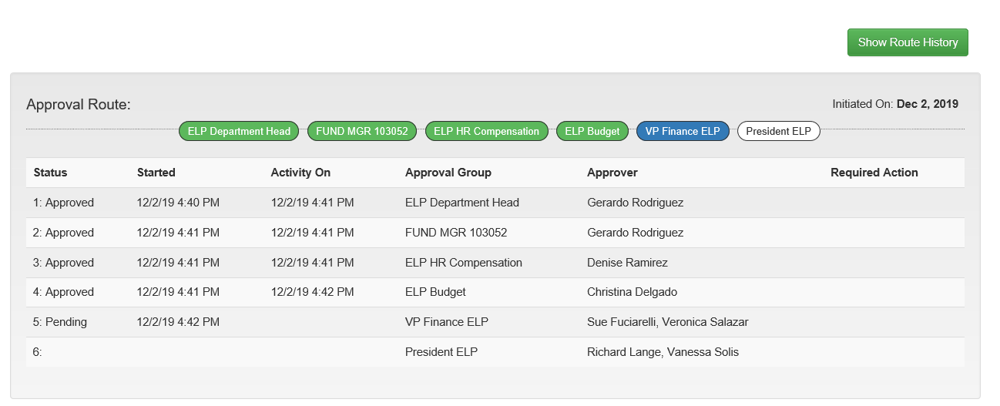 Show Route History
Approval Route: Initiated On: Dec 2, 2019
ELP Department Head FUND MGR 103052 ELP HR Compensation ELP Budget VP Finance ELP President ELP
Status Started Activity On Approval Group Approver Required Action
1: Approved 12/2/19 4:40 PM 12/2/19 4:41 PM ELP Department Head Gerardo Rodriguez
2: Approved 12/2/19 4:41 PM 12/2/19 4:41 PM FUND MGR 103052 Gerardo Rodriguez
3: Approved 12/2/19 4:41 PM 12/2/19 4:41 PM ELP HR Compensation Denise Ramirez
4: Approved 12/2/19 4:41 PM 12/2/19 4:42 PM ELP Budget Christina Delgado
5: Pending 12/2/19 4:42 PM VP Finance ELP Sue Fuciarelli, Veronica Salazar
6: President ELP Richard Lange, Vanessa Solis